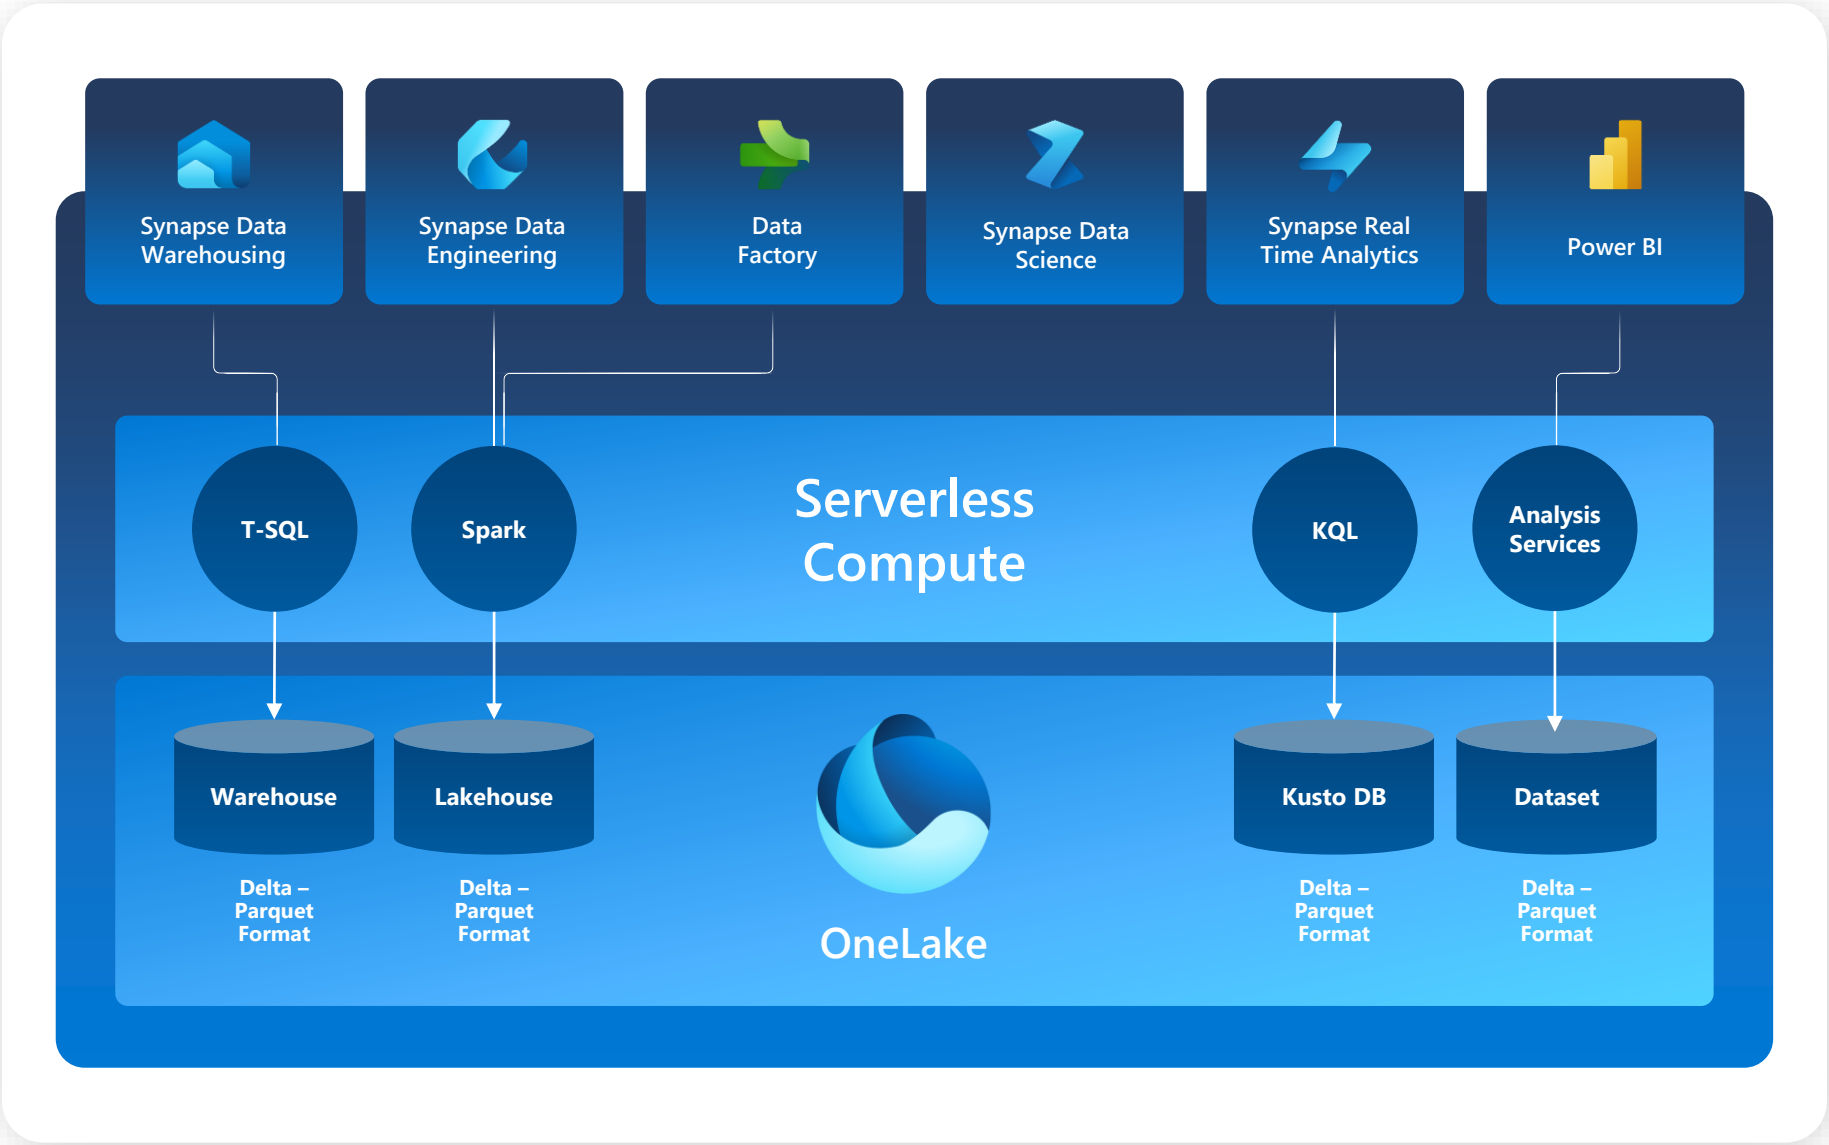 Synapse Data
Warehousing
Synapse Data
Engineering
Data
Factory
Synapse Data
Science
Synapse Real
Time Analytics
Power BI
T-SQL
Spark
Serverless
Compute
KQL
Analysis
Services
Warehouse
Lakehouse
Kusto DB
Dataset
Delta –
Parquet
Format
Delta –
Parquet
Format
OneLake
Delta –
Parquet
Format
Delta –
Parquet
Format